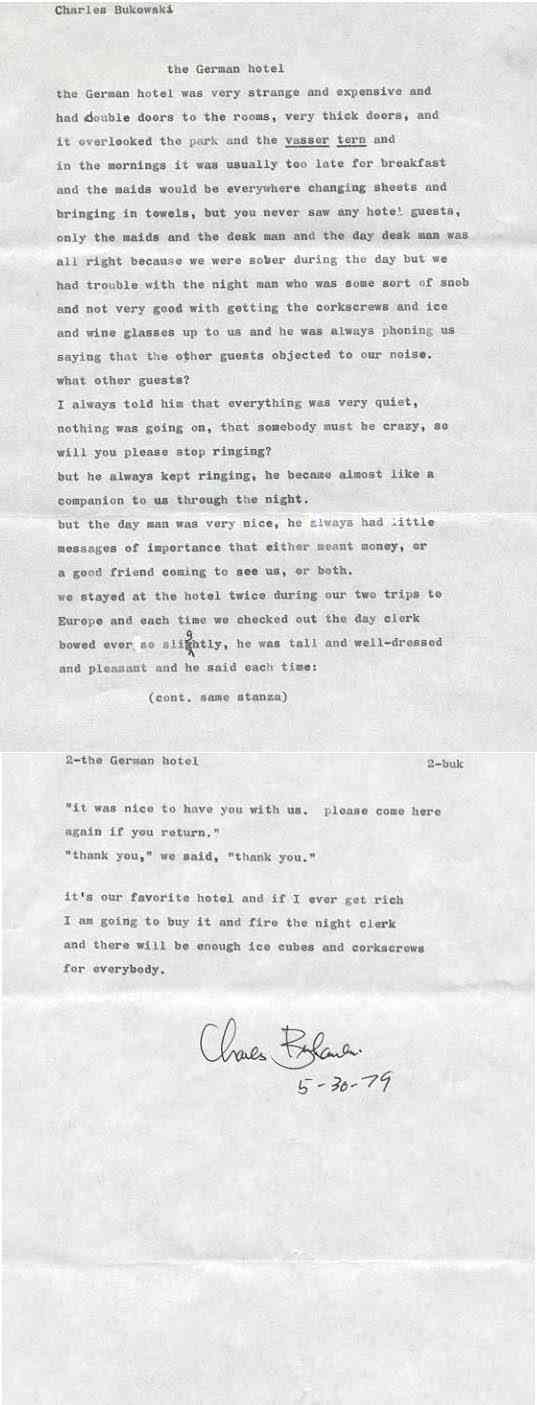 Charles Bukowski
the German hotel
the German hotel was very strange and expensive and
had double doors to the rooms, very thick doors, and
it overlooked the park and the vasser tern and
in the mornings it was usually too late for breakfast
and the maids would be everywhere changing sheets and
bringing in towels, but you never saw any hotel guests,
only the maids and the desk man and the day desk man was
all right because we were sober during the day but we
had trouble with the night man who was some sort of snob
and not very good with getting the corkscrews and ice
and wine glasses up to us and he was always phoning us
saying that the other guests objected to our noise.
what other guests?
I always told him that everything was very quiet,
nothing was going on, that somebody must be crazy, so
will you please stop ringing?
but he always kept ringing, he became almost like a
companion to us through the night.
but the day man was very nice, he always had little
messages of importance that either meant money, or
a good friend coming to see us, or both.
we stayed at the hotel twice during our two trips to
Europe and each time we checked out the day clerk
bowed ever so slightly, he was tall and well-dressed
and pleasant and he said each time:
(cont. same stanza)
2-the German hotel 2-buk
"it was nice to have you with us. please come here
again if you return."
"thank you," we said, "thank you."
it's our favorite hotel and if I ever get rich
I am going to buy it and fire the night clerk
and there will be enough ice cubes and corkscrews
for everybody.
Charles Bukowski
5-30-79